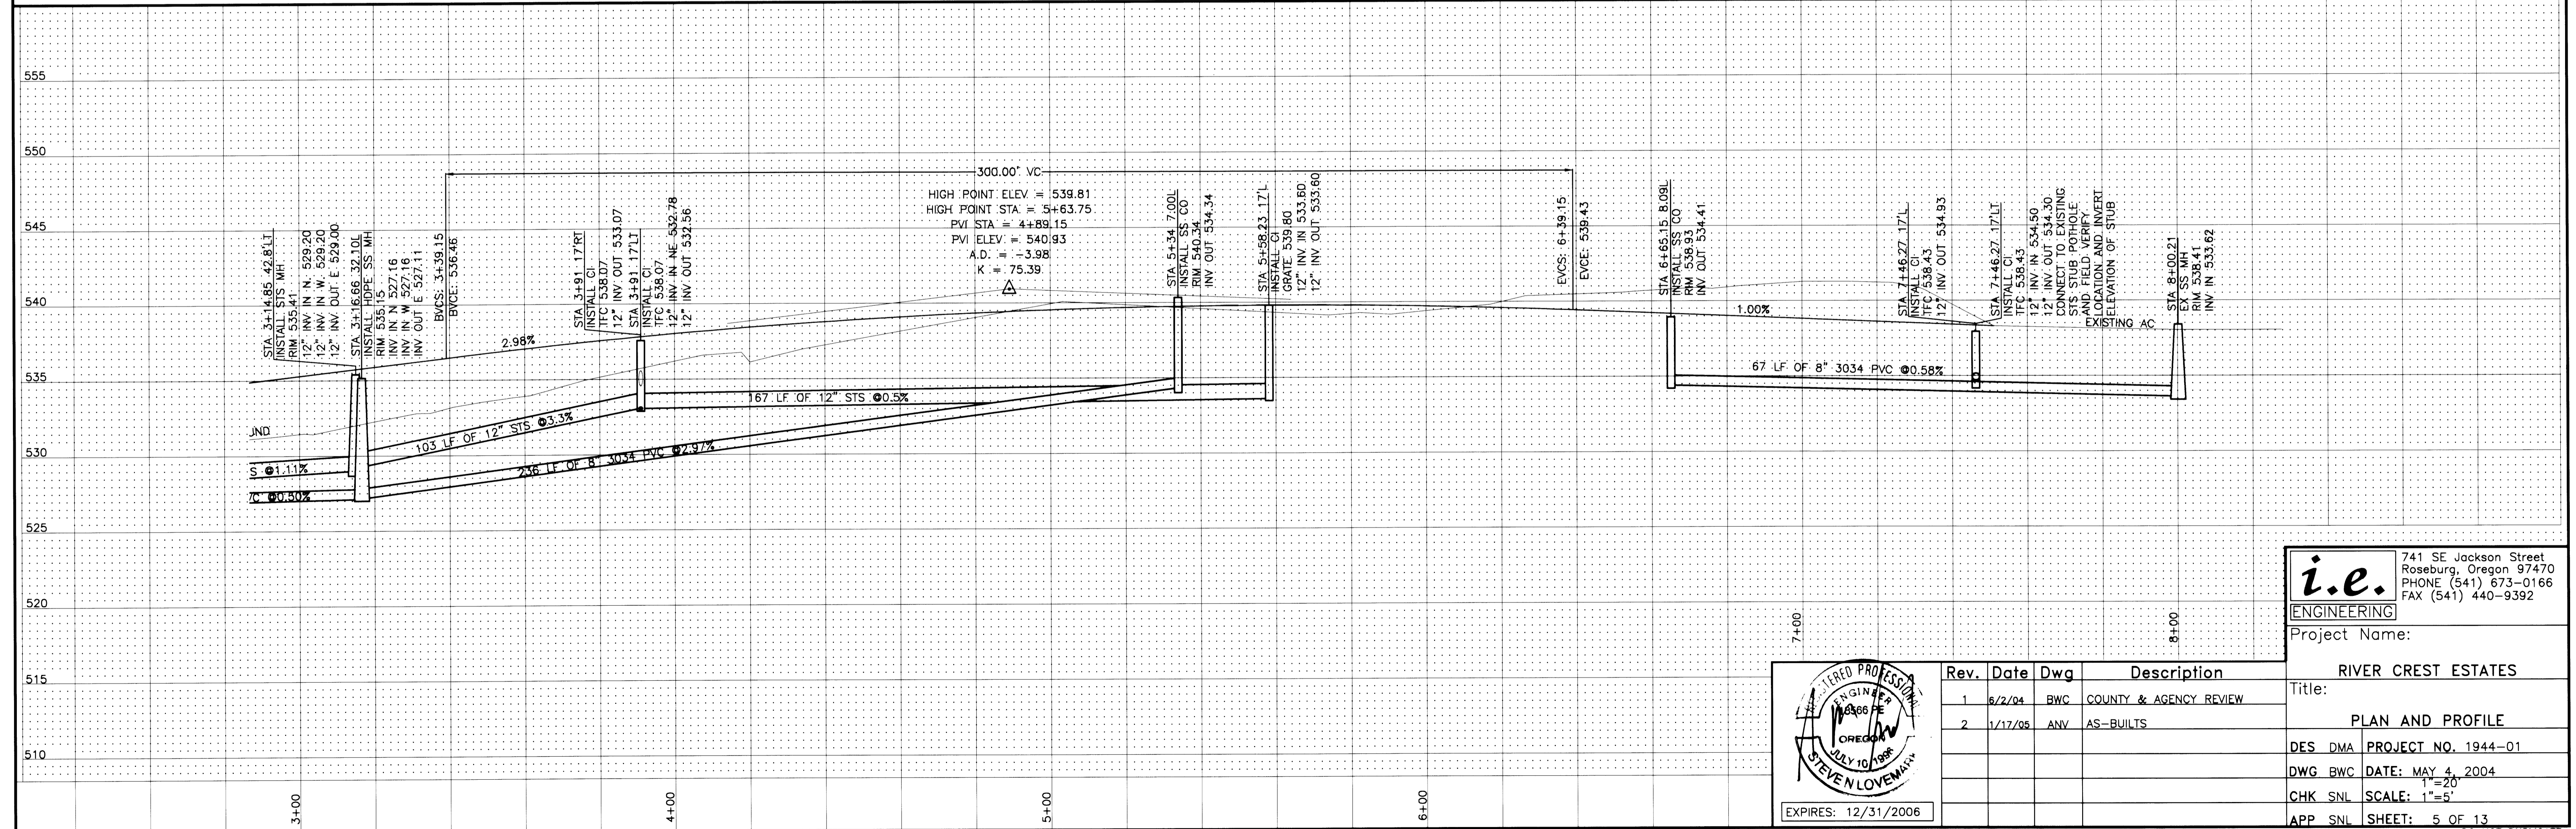 555
550
545
540
535
530
525
520
515
510
3+00
4+00
5+00
6+00
7+00
8+00
STA 3+14.85 42.8'LT
INSTALL STS MH
RIM 535.41
12" INV IN N. 529.20
12" INV IN W 529.20
12" INV OUT E 529.00
STA 3+16.66 32.10L
INSTALL HDPE SS MH
RIM 535.15
INV IN N 527.16
INV IN W 527.16
INV OUT E 527.11
BVCS: 3+39.15
BVCE: 536.46
2.98%
STA 3+91 17'RT
INSTALL CI
TFC 538.07
12" INV OUT 533.07
STA 3+91 17'LT
INSTALL CI
TFC 538.07
12" INV IN NE 532.78
12" INV OUT 532.56
300.00' VC
HIGH POINT ELEV = 539.81
HIGH POINT STA = 5+63.75
PVI STA = 4+89.15
PVI ELEV = 540.93
A.D. = -3.98
K = 75.39
STA 5+34 7.00L
INSTALL SS CO
RIM 540.34
INV OUT 534.34
STA 5+58.23 17'L
INSTALL CI
GRATE 539.80
12" INV IN 533.60
12" INV OUT 533.60
EVCS: 6+39.15
EVCE: 539.43
STA 6+65.15 8.09L
INSTALL SS CO
RIM 538.93
INV OUT 534.41
1.00%
STA 7+46.27 17'L
INSTALL CI
TFC 538.43
12" INV OUT 534.93
STA 7+46.27 17'LT
INSTALL CI
TFC 538.43
12" INV IN 534.50
12" INV OUT 534.30
CONNECT TO EXISTING
STS STUB POTHOLE
AND FIELD VERIFY
LOCATION AND INVERT
ELEVATION OF STUB
EXISTING AC
STA 8+00.21
EX SS MH
RIM 538.41
INV IN 533.62
67 LF OF 8" 3034 PVC @0.58%
167 LF OF 12" STS @0.5%
103 LF OF 12" STS @3.3%
236 LF OF 8" 3034 PVC @2.97%
UND
S @1.11%
C @0.50%
i.e.
ENGINEERING
741 SE Jackson Street
Roseburg, Oregon 97470
PHONE (541) 673-0166
FAX (541) 440-9392
Project Name:
RIVER CREST ESTATES
Title:
PLAN AND PROFILE
DES DMA PROJECT NO. 1944-01
DWG BWC DATE: MAY 4, 2004
CHK SNL SCALE: 1"=20' 1"=5'
APP SNL SHEET: 5 OF 13
Rev. Date Dwg Description
1 6/2/04 BWC COUNTY & AGENCY REVIEW
2 1/17/05 ANV AS-BUILTS
REGISTERED PROFESSIONAL
ENGINEER
PE
OREGON
JULY 10
STEVEN LOVEMARK
EXPIRES: 12/31/2006